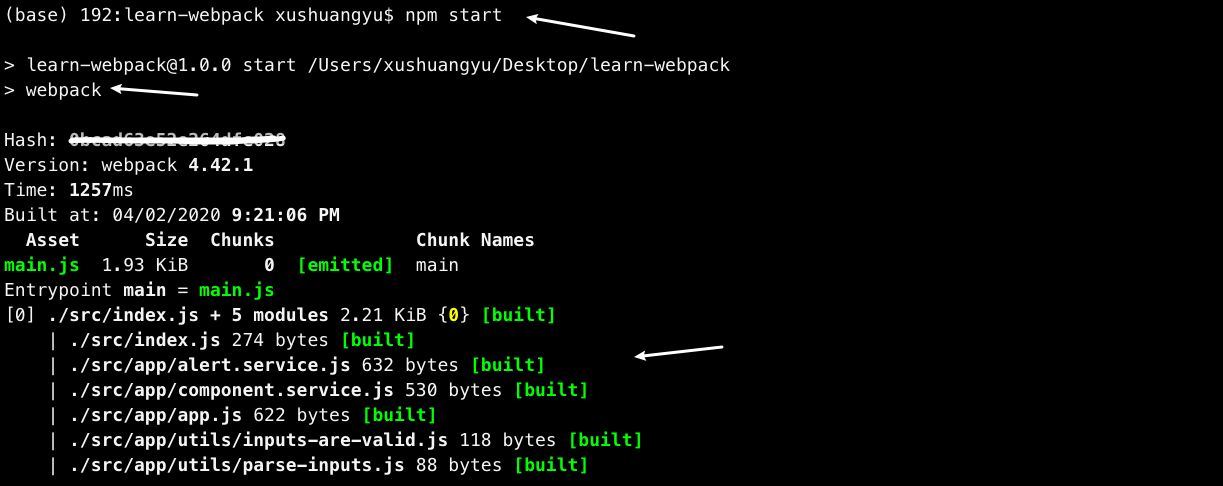 (base) 192:learn-webpack xushuangyu$ npm start
> learn-webpack@1.0.0 start /Users/xushuangyu/Desktop/learn-webpack
> webpack
Hash:
Version: webpack 4.42.1
Time: 1257ms
Built at: 04/02/2020 9:21:06 PM
Asset Size Chunks Chunk Names
main.js 1.93 KiB 0 [emitted] main
Entrypoint main = main.js
[0] ./src/index.js + 5 modules 2.21 KiB {0} [built]
| ./src/index.js 274 bytes [built]
| ./src/app/alert.service.js 632 bytes [built]
| ./src/app/component.service.js 530 bytes [built]
| ./src/app/app.js 622 bytes [built]
| ./src/app/utils/inputs-are-valid.js 118 bytes [built]
| ./src/app/utils/parse-inputs.js 88 bytes [built]